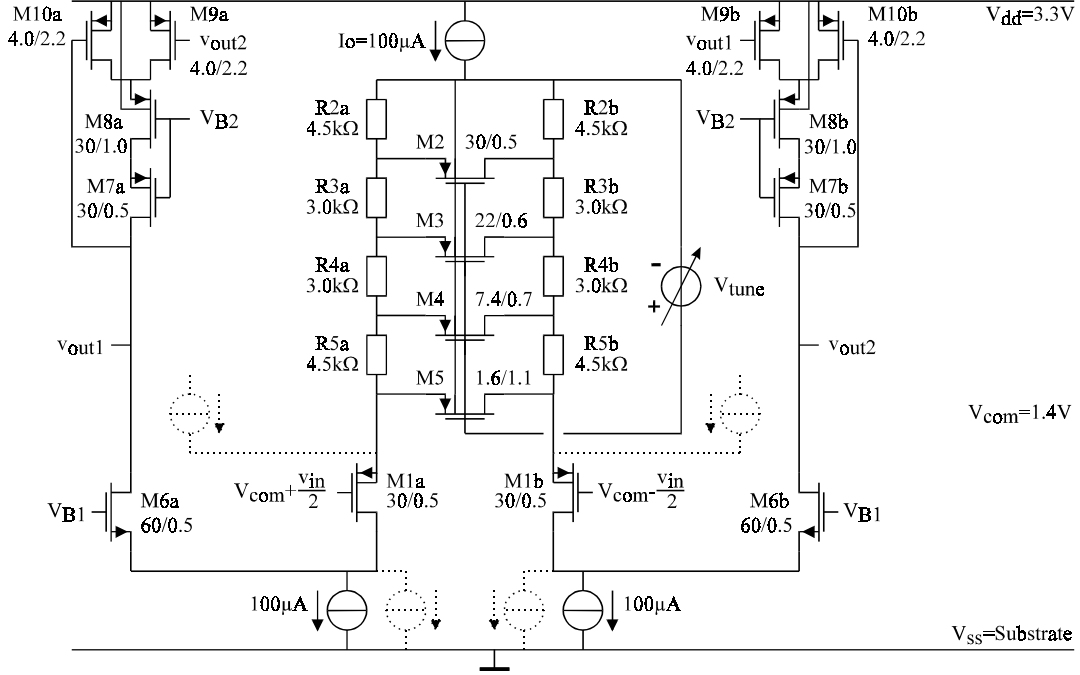 M10a
4.0/2.2
M9a
vout2
4.0/2.2
Io=100μA
M9b
vout1
4.0/2.2
M10b
4.0/2.2
Vdd=3.3V
M8a
30/1.0
VB2
M7a
30/0.5
R2a
4.5kΩ
M2
30/0.5
R2b
4.5kΩ
R3a
3.0kΩ
M3
22/0.6
R3b
3.0kΩ
R4a
3.0kΩ
M4
7.4/0.7
R4b
3.0kΩ
R5a
4.5kΩ
M5
1.6/1.1
R5b
4.5kΩ
-
+
Vtune
VB2
M8b
30/1.0
M7b
30/0.5
vout1
vout2
Vcom=1.4V
VB1
M6a
60/0.5
Vcom+vin/2
M1a
30/0.5
M1b
30/0.5
Vcom-vin/2
M6b
60/0.5
VB1
100μA
100μA
VSS=Substrate